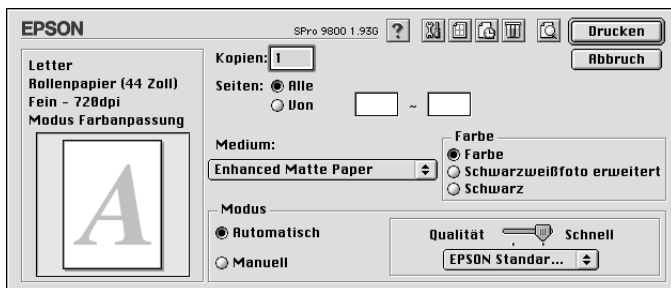 EPSON
SPro 9800 1.93G
?
Drucken
Abbruch
Letter
Rollenpapier (44 Zoll)
Fein - 720dpi
Modus Farbanpassung
A
Kopien: 1
Seiten: Alle
Von ~
Medium:
Enhanced Matte Paper
Farbe
Farbe
Schwarzweißfoto erweitert
Schwarz
Modus
Automatisch
Manuell
Qualität Schnell
EPSON Standar...